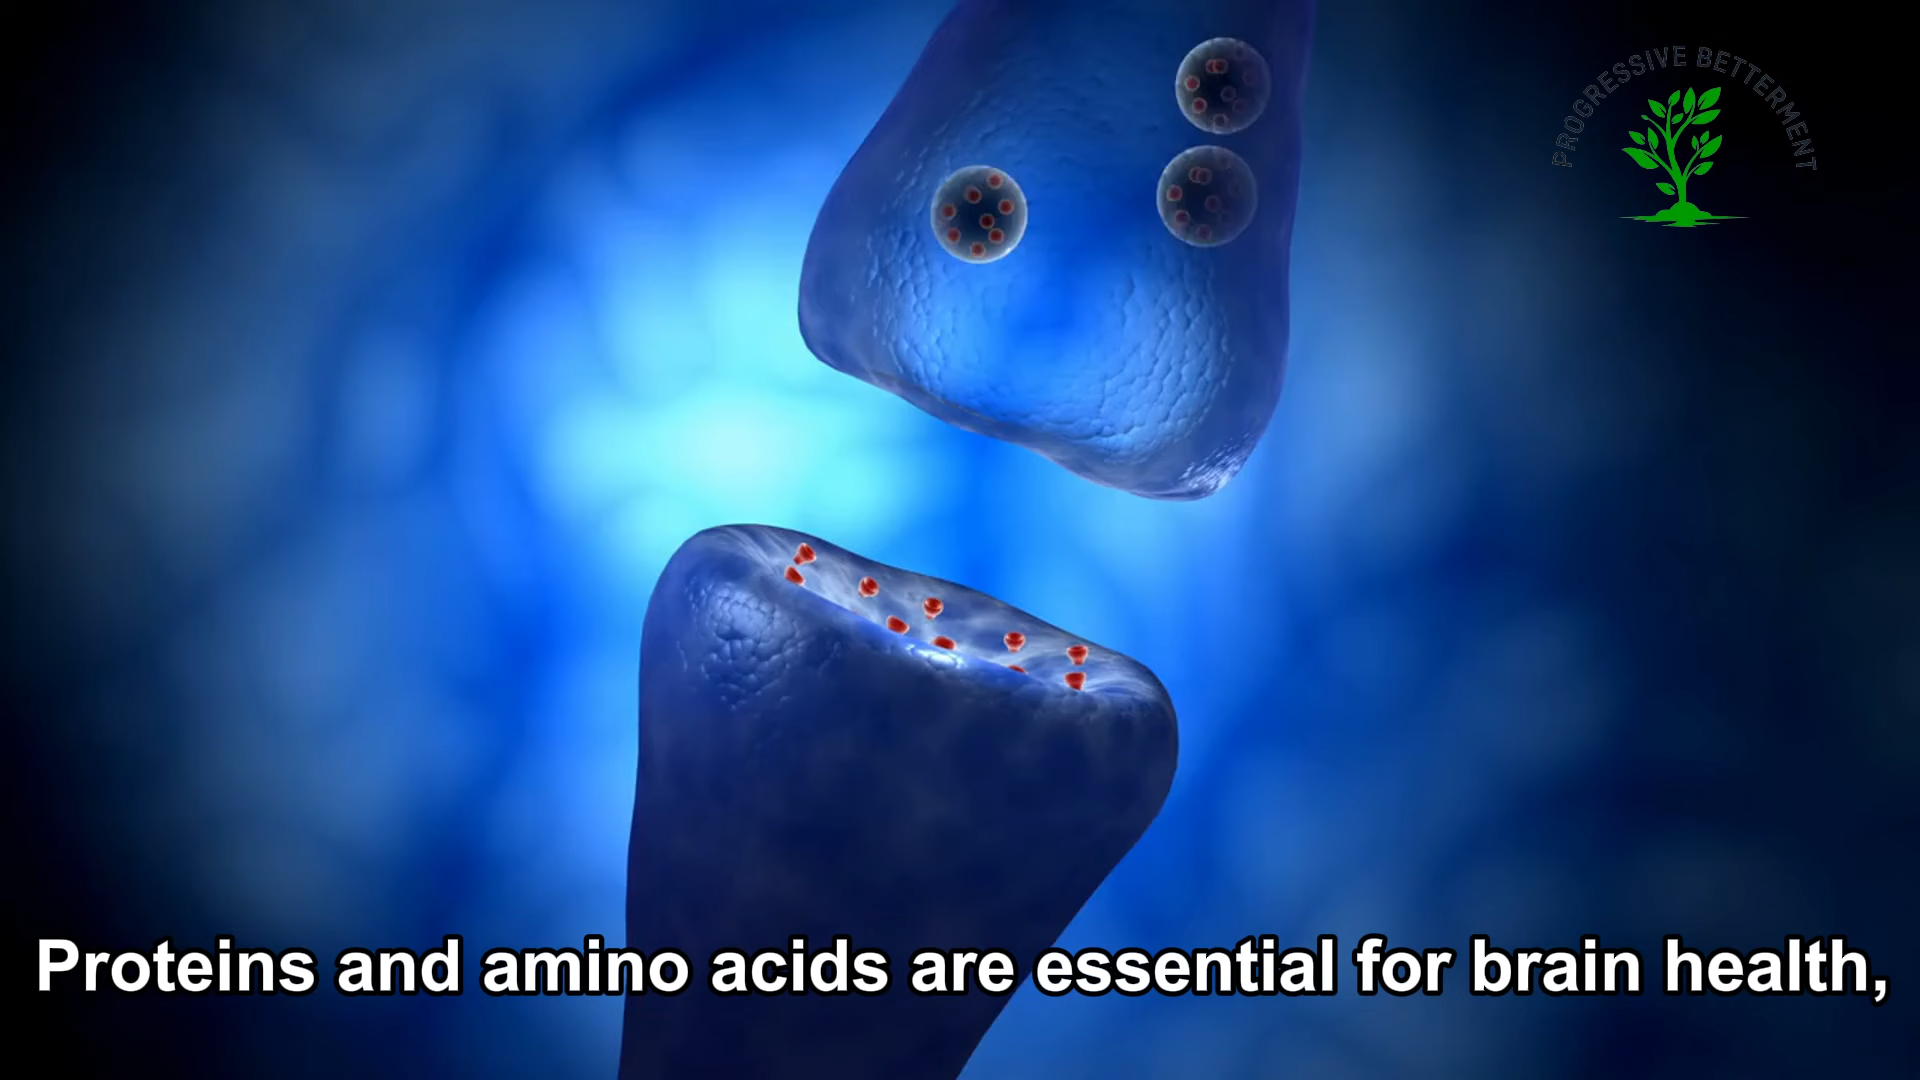 PROGRESSIVE BETTERMENT
Proteins and amino acids are essential for brain health,